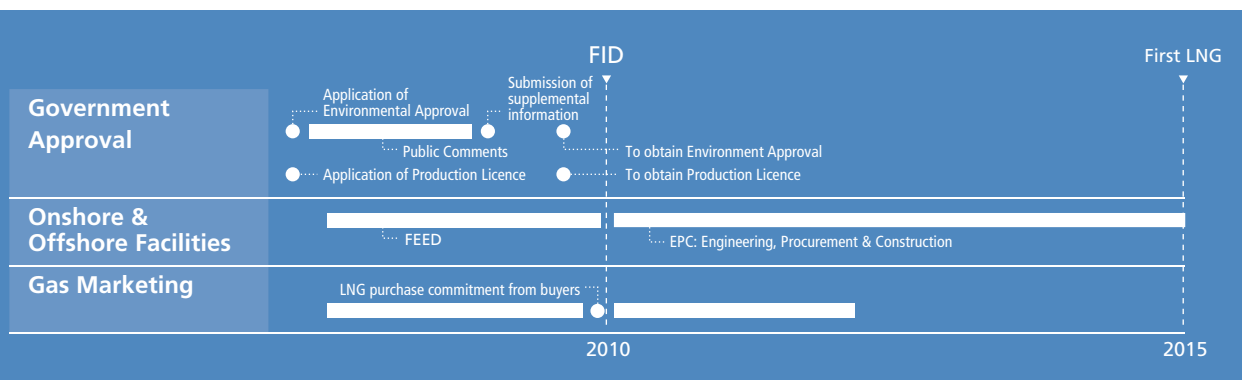 FID
First LNG
Government
Approval
Application of
Environmental Approval
Submission of
supplemental
information
Public Comments
To obtain Environment Approval
Application of Production Licence
To obtain Production Licence
Onshore &
Offshore Facilities
FEED
EPC: Engineering, Procurement & Construction
Gas Marketing
LNG purchase commitment from buyers
2010
2015